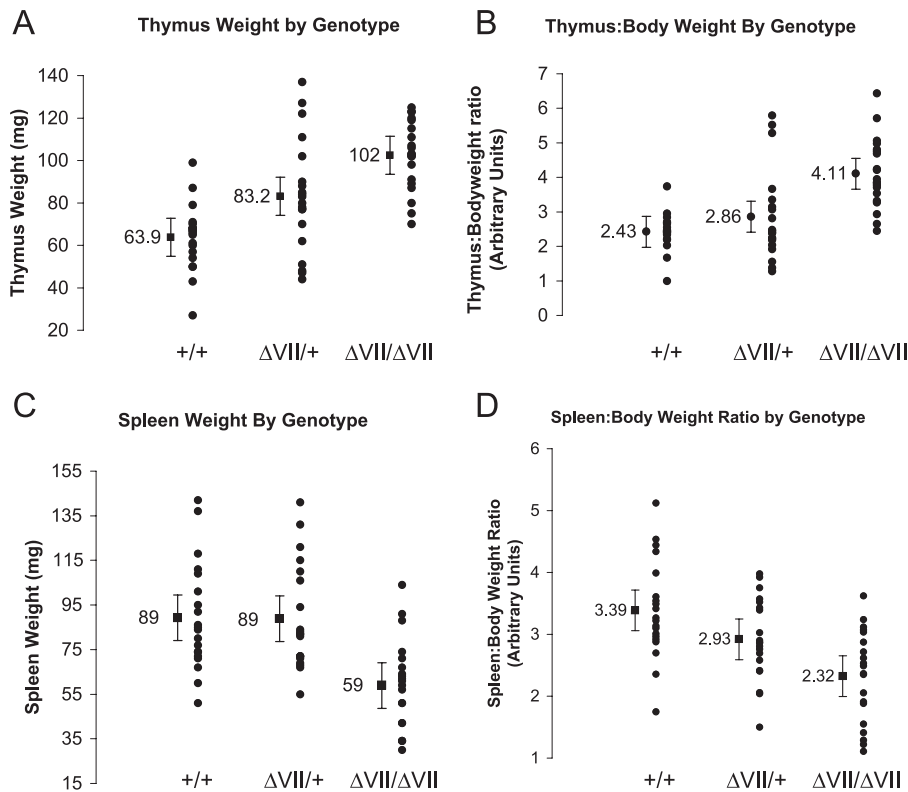 A
Thymus Weight by Genotype
Thymus Weight (mg)
140
120
100
80
60
40
20
63.9
83.2
102
+/+
ΔVII/+
ΔVII/ΔVII
B
Thymus:Body Weight By Genotype
Thymus:Bodyweight ratio
(Arbitrary Units)
7
6
5
4
3
2
1
0
2.43
2.86
4.11
+/+
ΔVII/+
ΔVII/ΔVII
C
Spleen Weight By Genotype
Spleen Weight (mg)
155
135
115
95
75
55
35
15
89
89
59
+/+
ΔVII/+
ΔVII/ΔVII
D
Spleen:Body Weight Ratio by Genotype
Spleen:Body Weight Ratio
(Arbitrary Units)
6
5
4
3
2
1
3.39
2.93
2.32
+/+
ΔVII/+
ΔVII/ΔVII